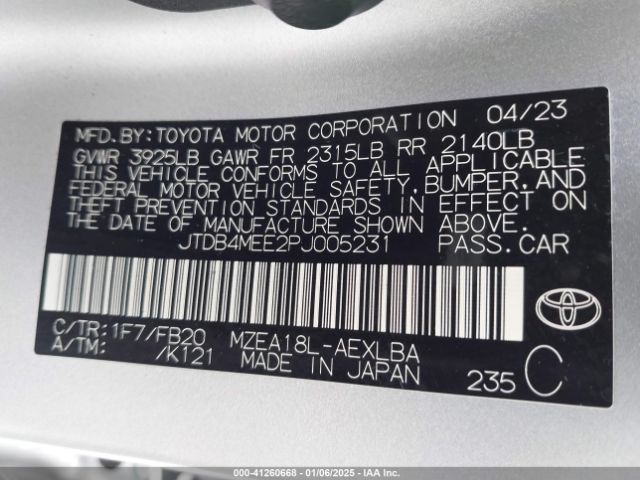 04/23
MFD.BY:TOYOTA MOTOR CORPORATION
GVWR 3925LB GAWR FR 2315LB RR 2140LB
THIS VEHICLE CONFORMS TO ALL APPLICABLE
FEDERAL MOTOR VEHICLE SAFETY,BUMPER,AND
THEFT PREVENTION STANDARDS IN EFFECT ON
THE DATE OF MANUFACTURE SHOWN ABOVE.
JTDB4MEE2PJ005231 PASS.CAR
C/TR:1F7/FB20 MZEA18L-AEXLBA
A/TM: /K121 MADE IN JAPAN
235 C
000-41260668 | 01/06/2025 | IAA Holdings, LLC